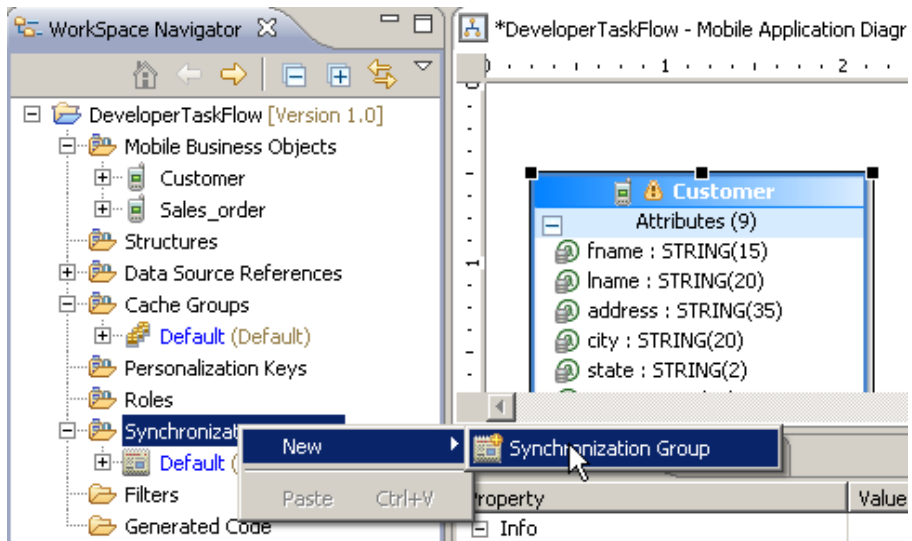 WorkSpace Navigator
*DeveloperTaskFlow - Mobile Application Diagr
1 2
DeveloperTaskFlow [Version 1.0]
Mobile Business Objects
Customer
Sales_order
Structures
Data Source References
Cache Groups
Default (Default)
Personalization Keys
Roles
Synchronizat
Default (
Filters
Generated Code
New
Paste Ctrl+V
Synchronization Group
1
Customer
Attributes (9)
fname : STRING(15)
lname : STRING(20)
address : STRING(35)
city : STRING(20)
state : STRING(2)
Property Value
Info